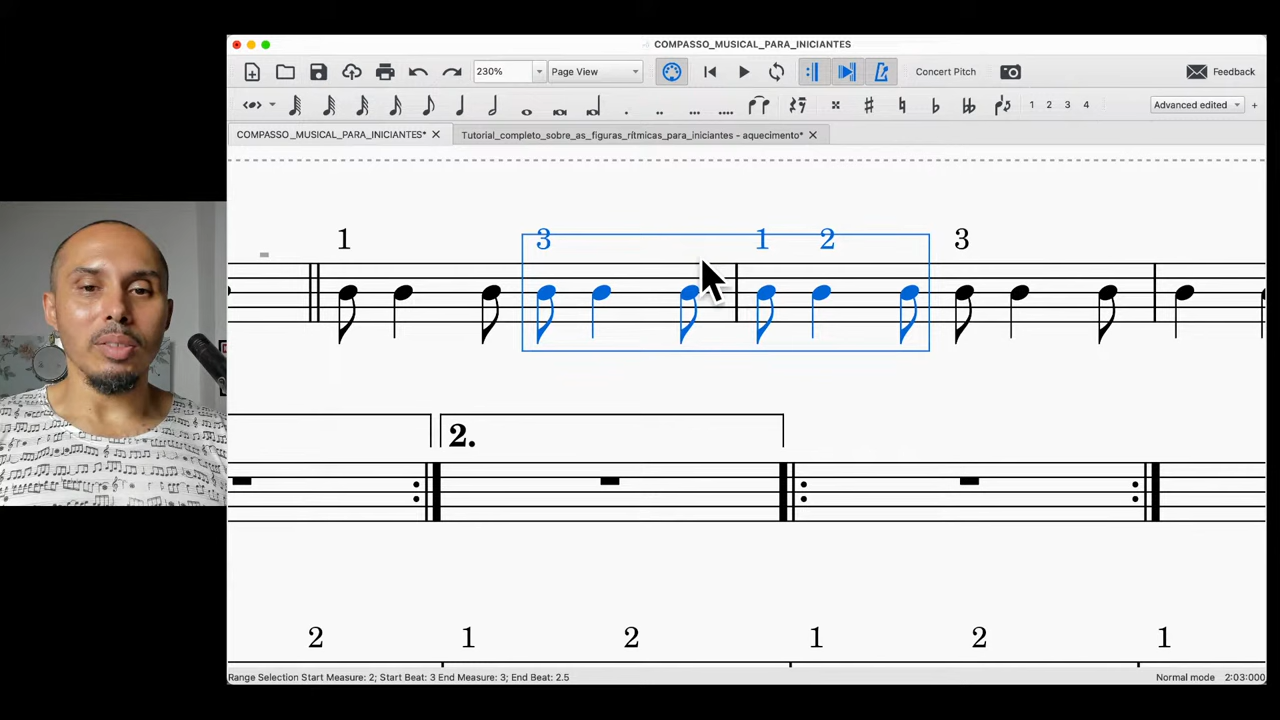 COMPASSO_MUSICAL_PARA_INICIANTES
230% Page View Concert Pitch Feedback
1 2 3 4 Advanced edited +
COMPASSO_MUSICAL_PARA_INICIANTES* Tutorial_completo_sobre_as_figuras_rítmicas_para_iniciantes – aquecimento*
1 3 1 2 3
2.
2 1 2 1 2 1
Range Selection Start Measure: 2; Start Beat: 3 End Measure: 3; End Beat: 2.5 Normal mode 2:03:000